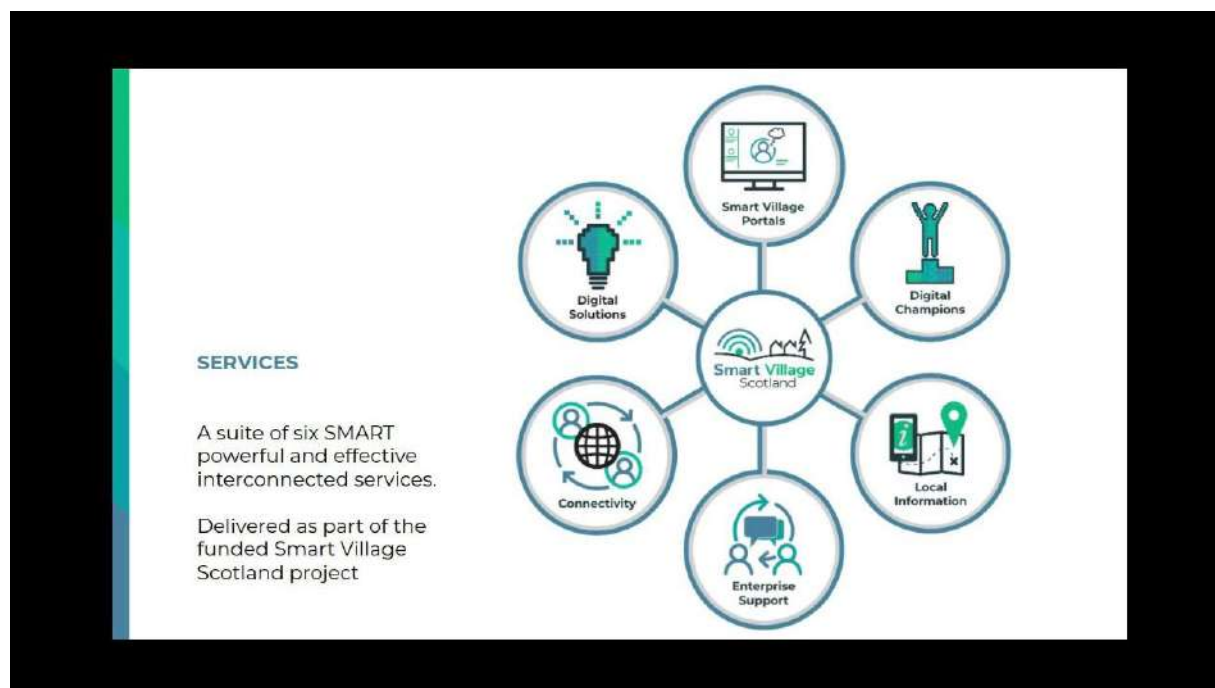 SERVICES
A suite of six SMART
powerful and effective
interconnected services.
Delivered as part of the
funded Smart Village
Scotland project
Smart Village
Portals
Digital
Champions
Local
Information
Enterprise
Support
Connectivity
Digital
Solutions
Smart Village
Scotland
i
x